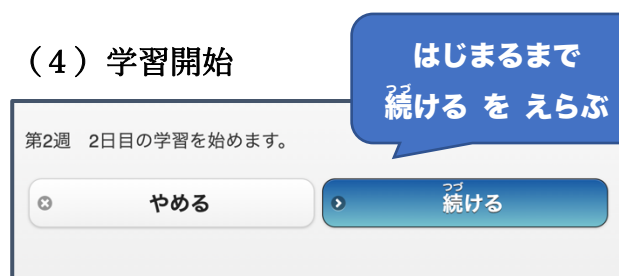 （４）学習開始
はじまるまで
続ける を えらぶ
つづ
第2週　2日目の学習を始めます。
やめる
続ける
つづ